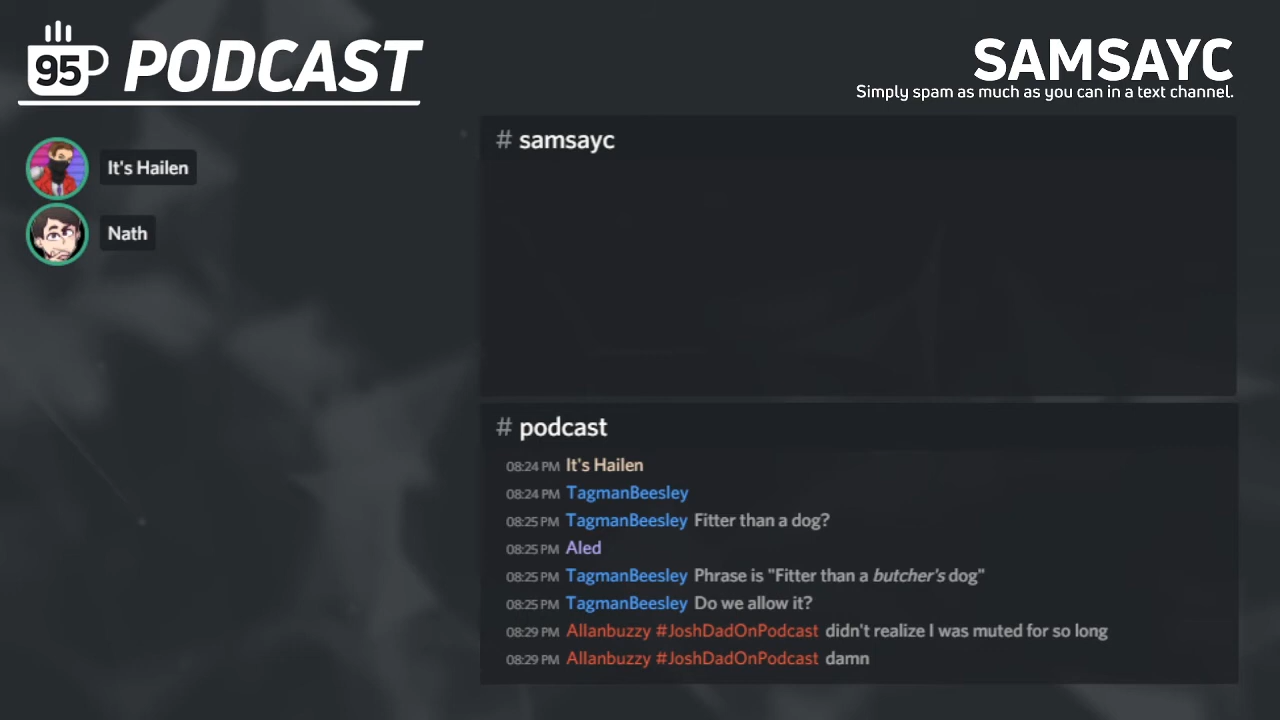 95 PODCAST
SAMSAYC
Simply spam as much as you can in a text channel.
It's Hailen
Nath
# samsayc
# podcast
08:24 PM It's Hailen
08:24 PM TagmanBeesley
08:25 PM TagmanBeesley Fitter than a dog?
08:25 PM Aled
08:25 PM TagmanBeesley Phrase is "Fitter than a butcher's dog"
08:25 PM TagmanBeesley Do we allow it?
08:29 PM Allanbuzzy #JoshDadOnPodcast didn't realize I was muted for so long
08:29 PM Allanbuzzy #JoshDadOnPodcast damn